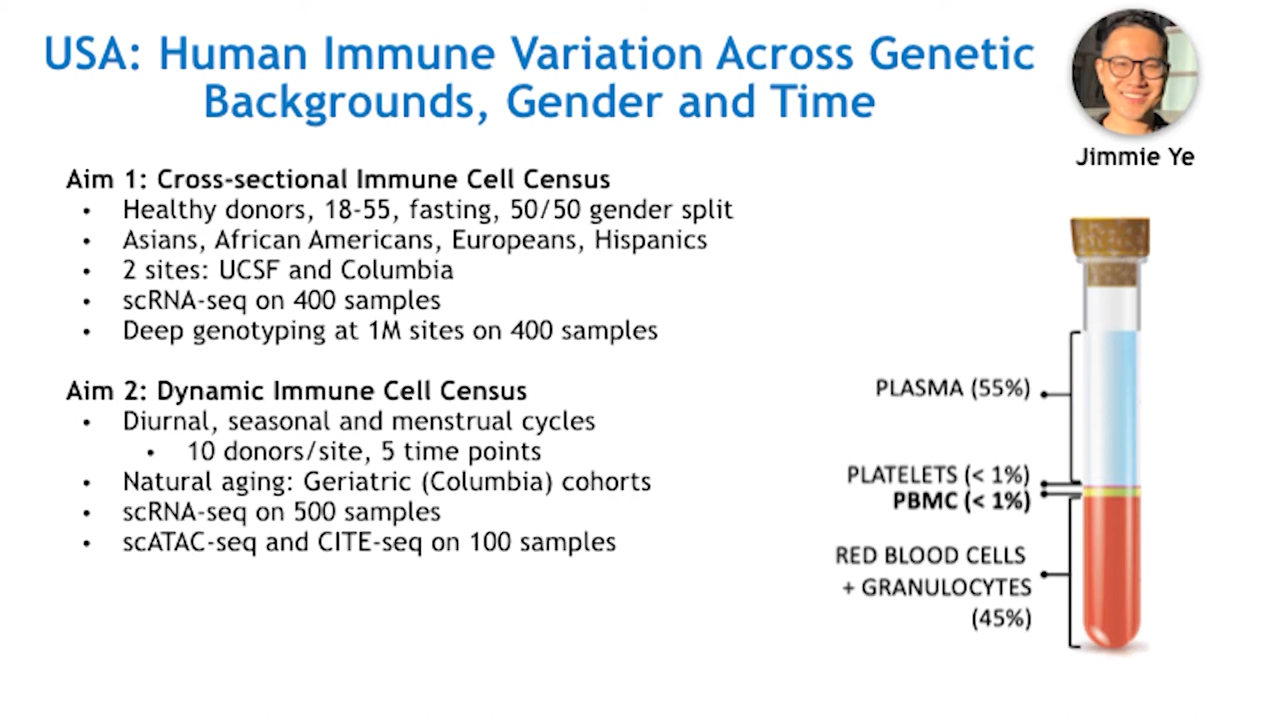 USA: Human Immune Variation Across Genetic
Backgrounds, Gender and Time
Jimmie Ye
Aim 1: Cross-sectional Immune Cell Census
• Healthy donors, 18-55, fasting, 50/50 gender split
• Asians, African Americans, Europeans, Hispanics
• 2 sites: UCSF and Columbia
• scRNA-seq on 400 samples
• Deep genotyping at 1M sites on 400 samples
Aim 2: Dynamic Immune Cell Census
• Diurnal, seasonal and menstrual cycles
• 10 donors/site, 5 time points
• Natural aging: Geriatric (Columbia) cohorts
• scRNA-seq on 500 samples
• scATAC-seq and CITE-seq on 100 samples
PLASMA (55%)
PLATELETS (< 1%)
PBMC (< 1%)
RED BLOOD CELLS
+ GRANULOCYTES
(45%)